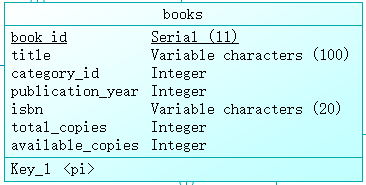 books
book_id Serial (11)
title Variable characters (100)
category_id Integer
publication_year Integer
isbn Variable characters (20)
total_copies Integer
available_copies Integer
Key_1 <pi>